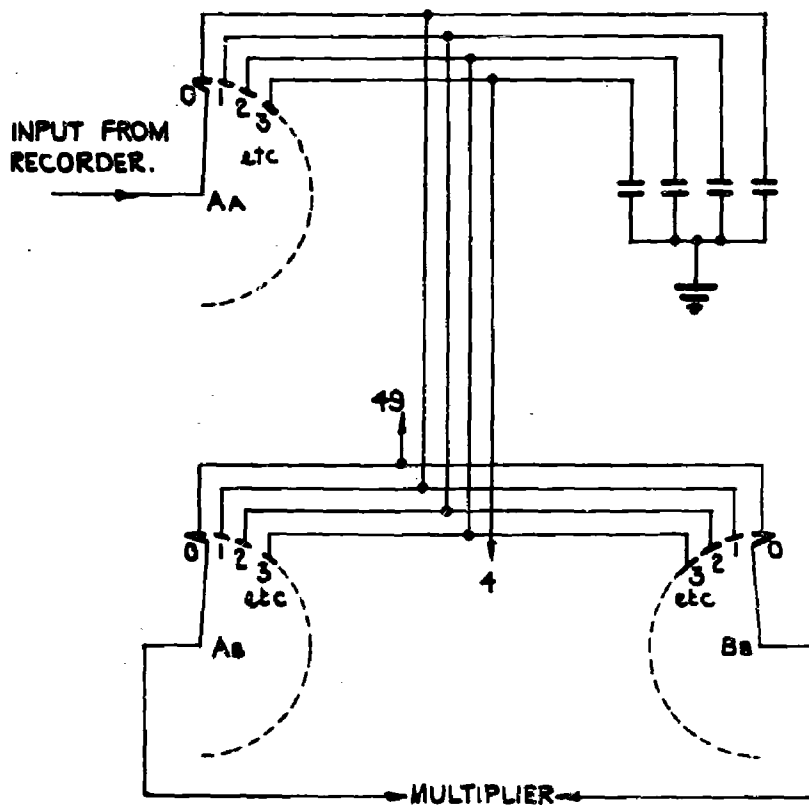 0
1
2
3
etc
INPUT FROM
RECORDER.
AA
49
0
1
2
3
etc
AB
4
3
2
1
0
etc
BB
MULTIPLIER